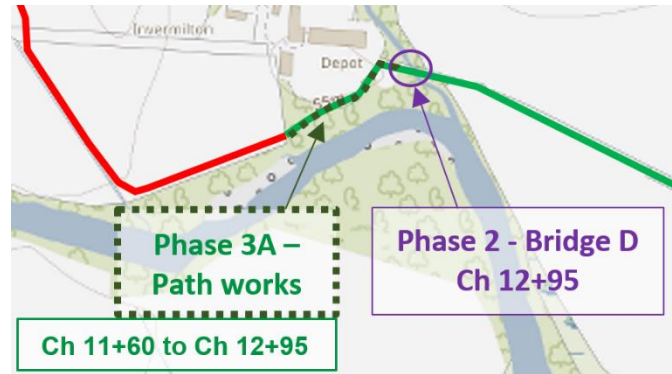 Invermilton
Depot
Phase 3A –
Path works
Phase 2 - Bridge D
Ch 12+95
Ch 11+60 to Ch 12+95